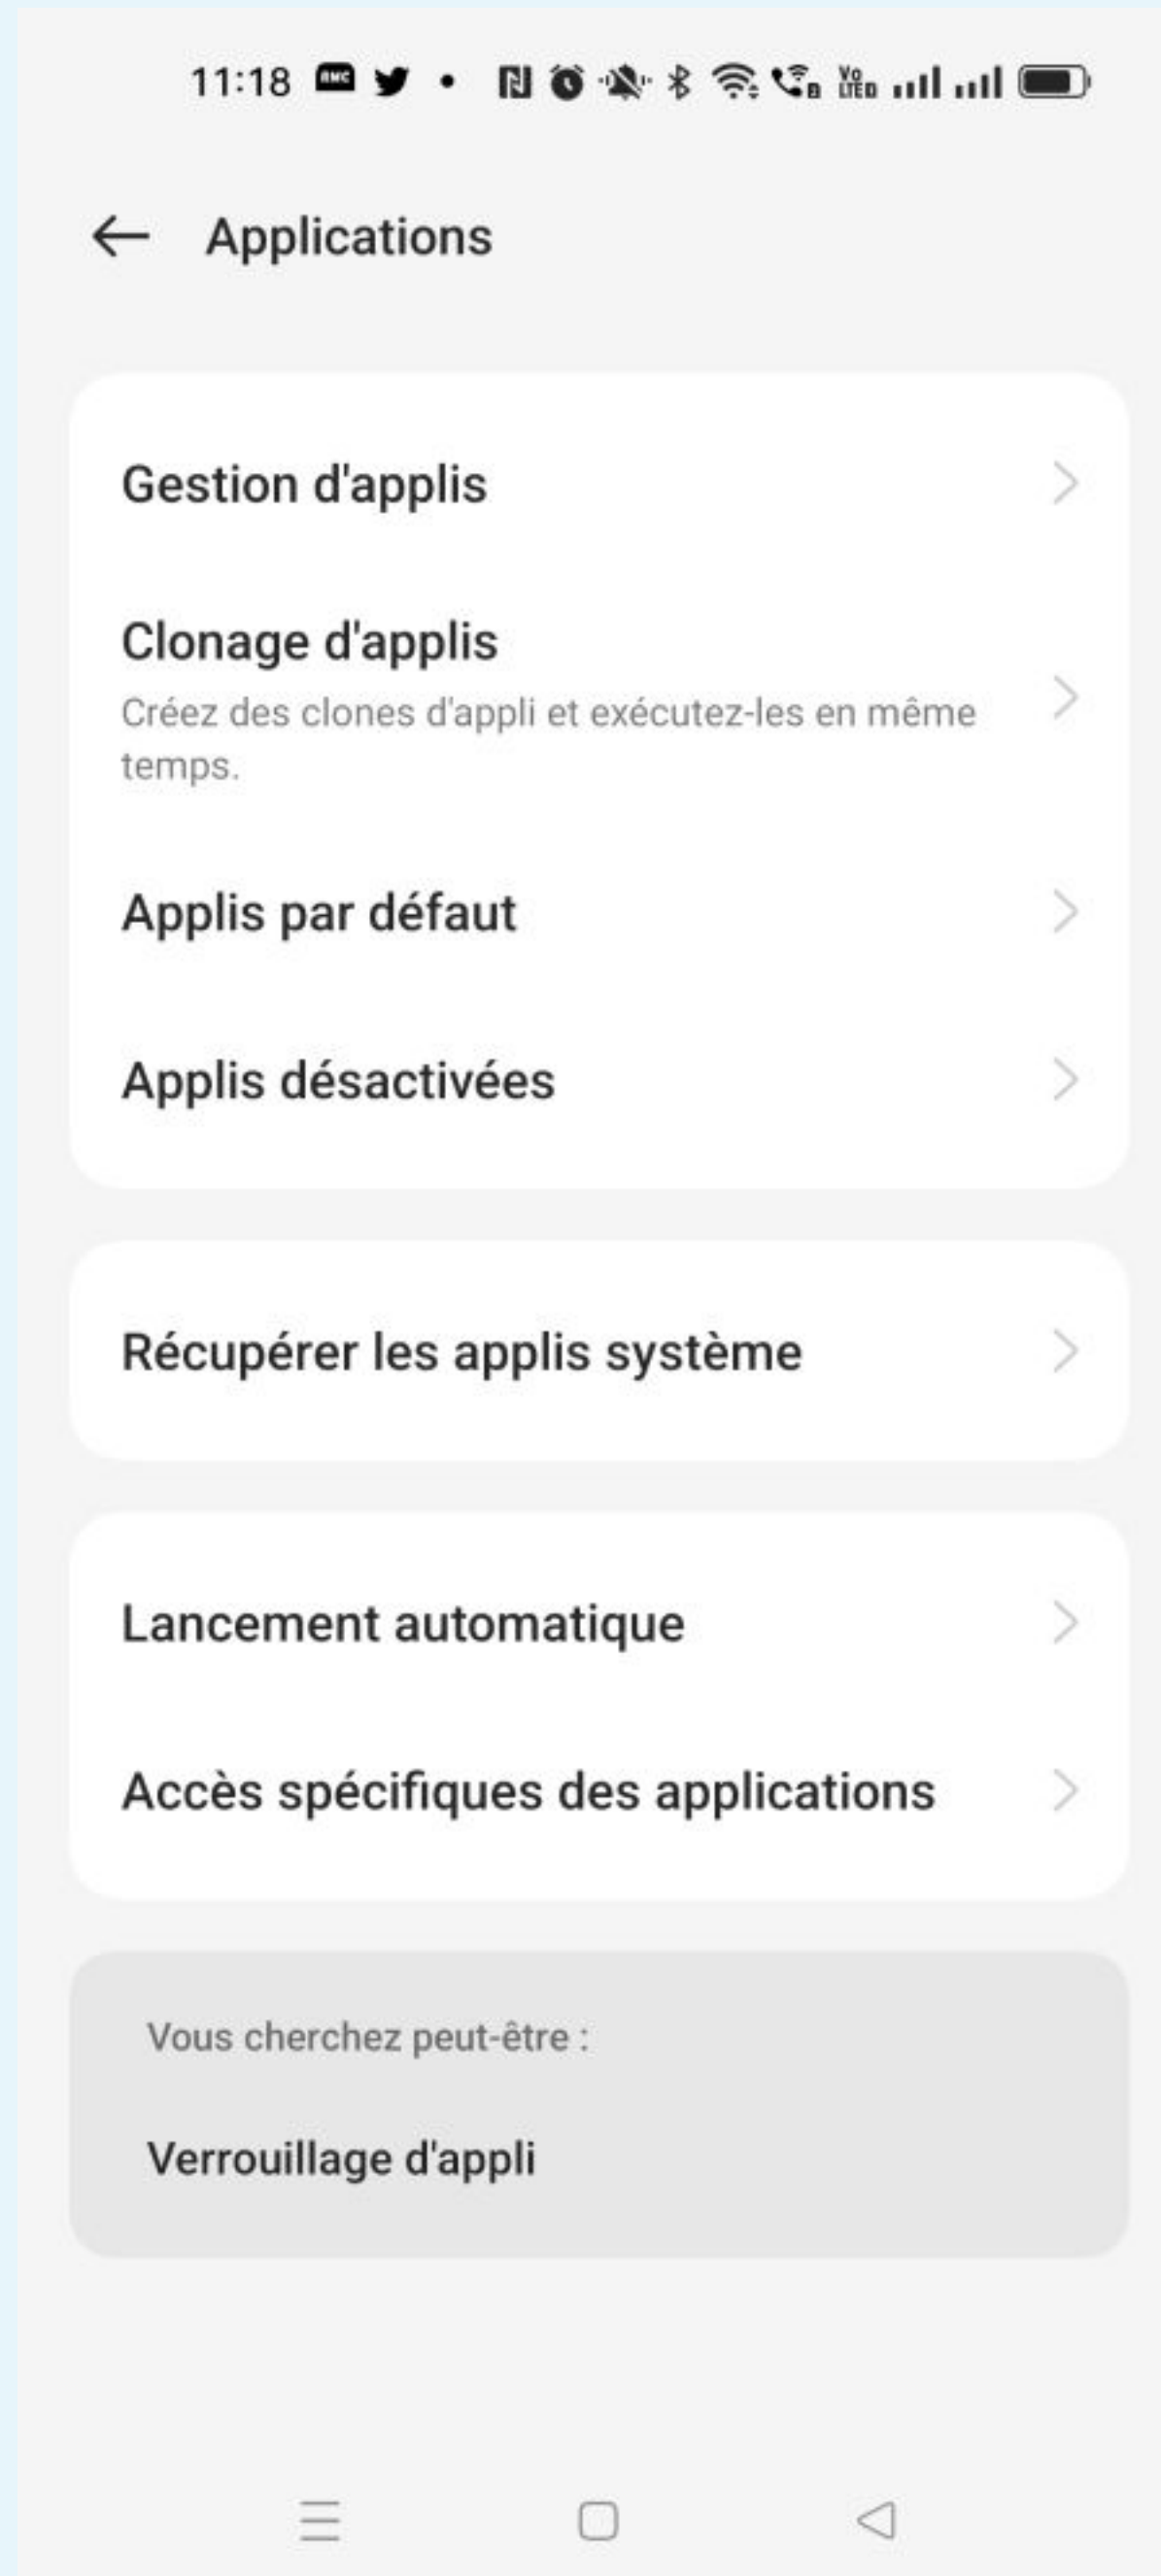 11:18
Applications
Gestion d'applis
Clonage d'applis
Créez des clones d'appli et exécutez-les en même
temps.
Applis par défaut
Applis désactivées
Récupérer les applis système
Lancement automatique
Accès spécifiques des applications
Vous cherchez peut-être :
Verrouillage d'appli